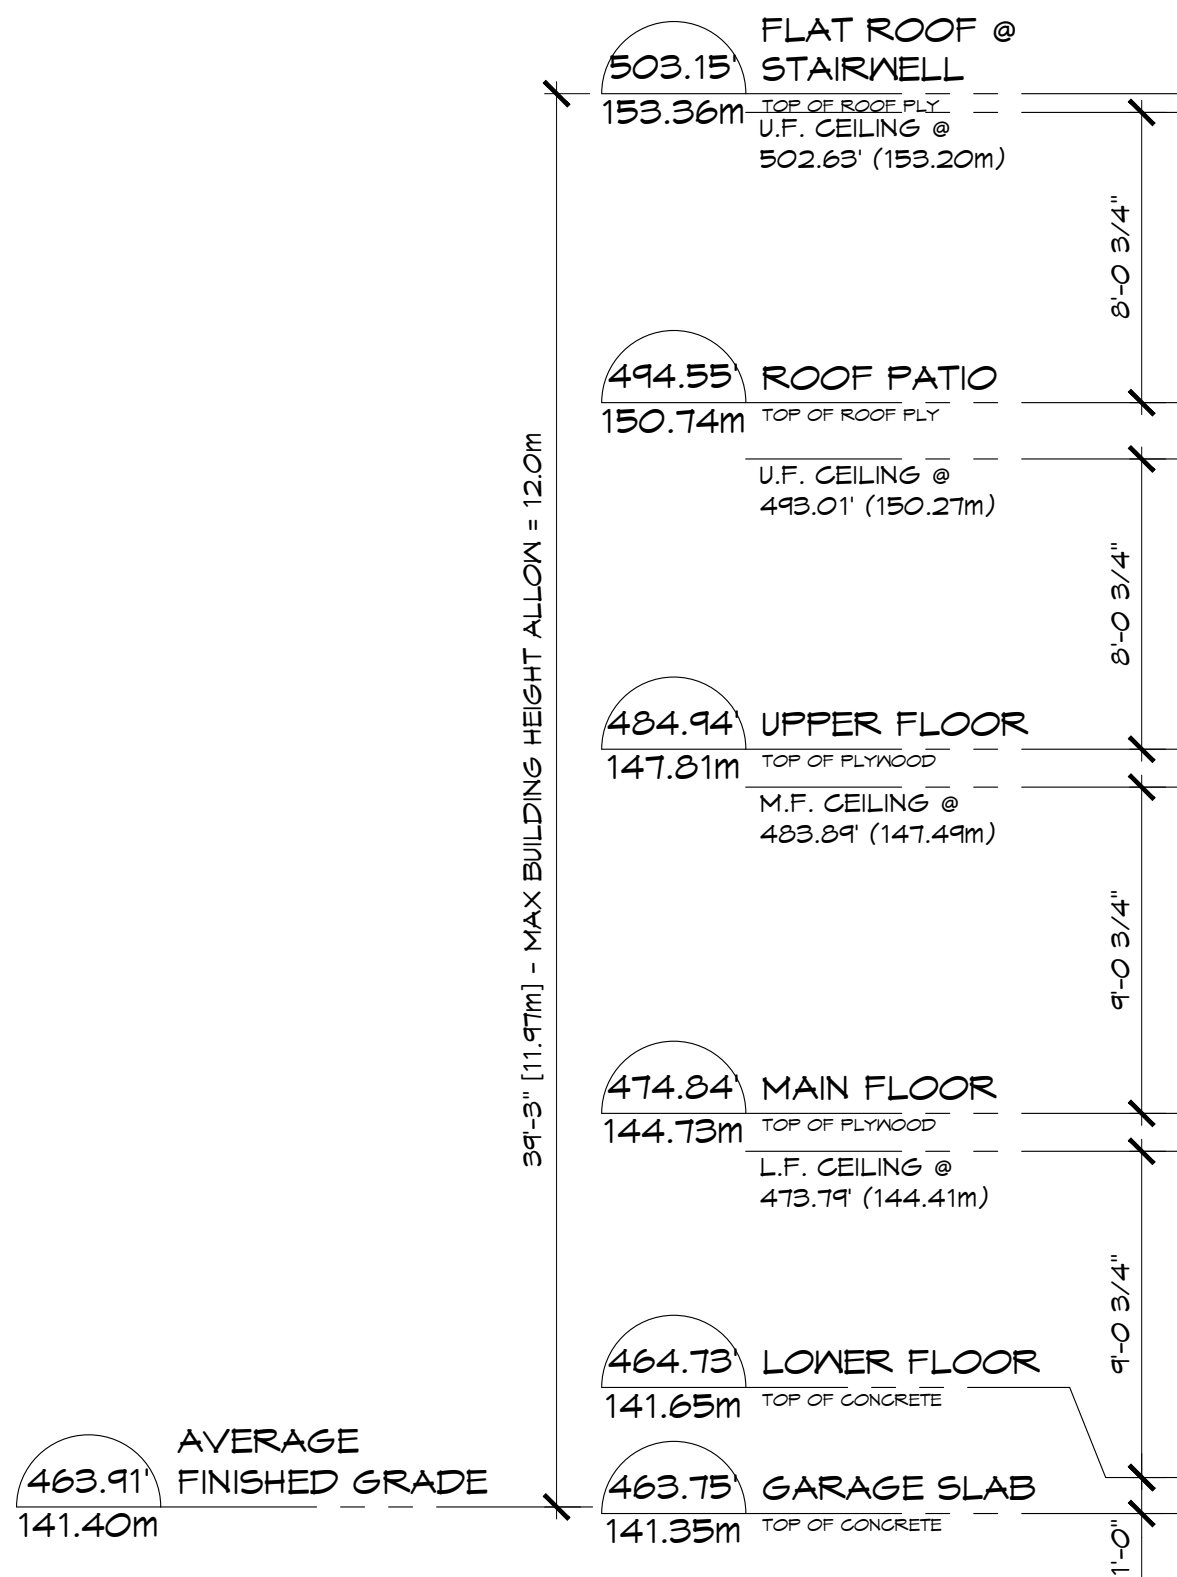 FLAT ROOF @
503.15' STAIRWELL
153.36m TOP OF ROOF PLY
U.F. CEILING @
502.63' (153.20m)
8'-0 3/4"
494.55' ROOF PATIO
150.74m TOP OF ROOF PLY
U.F. CEILING @
493.01' (150.27m)
39'-3" [11.97m] - MAX BUILDING HEIGHT ALLOW = 12.0m
8'-0 3/4"
484.94' UPPER FLOOR
147.81m TOP OF PLYWOOD
M.F. CEILING @
483.89' (147.49m)
9'-0 3/4"
474.84' MAIN FLOOR
144.73m TOP OF PLYWOOD
L.F. CEILING @
473.79' (144.41m)
9'-0 3/4"
464.73' LOWER FLOOR
141.65m TOP OF CONCRETE
AVERAGE
463.91' FINISHED GRADE
141.40m
463.75' GARAGE SLAB
141.35m TOP OF CONCRETE
1'-0"